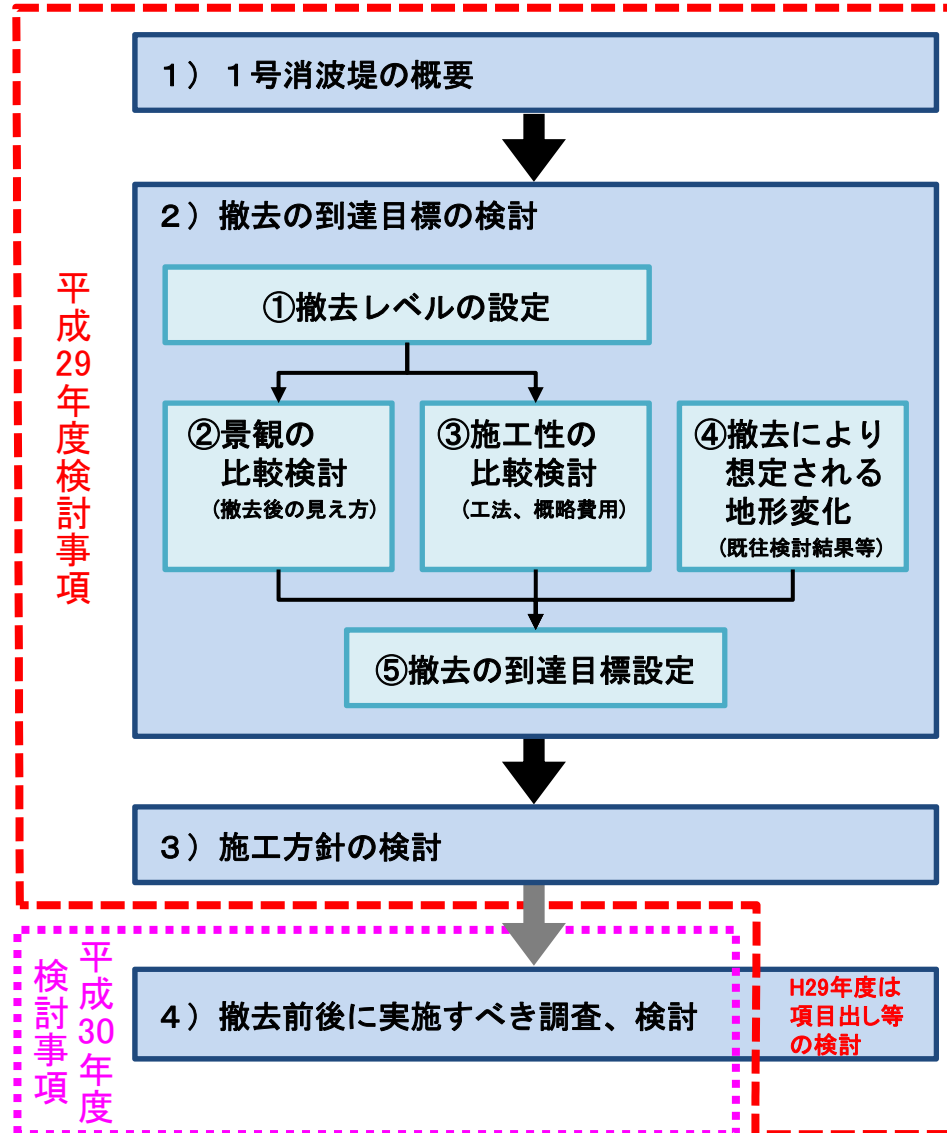 1）１号消波堤の概要
２）撤去の到達目標の検討
①撤去レベルの設定
②景観の
比較検討
(撤去後の見え方)
③施工性の
比較検討
(工法、概略費用)
④撤去により
想定される
地形変化
(既往検討結果等)
⑤撤去の到達目標設定
３）施工方針の検討
４）撤去前後に実施すべき調査、検討
H29年度は
項目出し等
の検討
平成29年度検討事項
平成30年度
検討事項